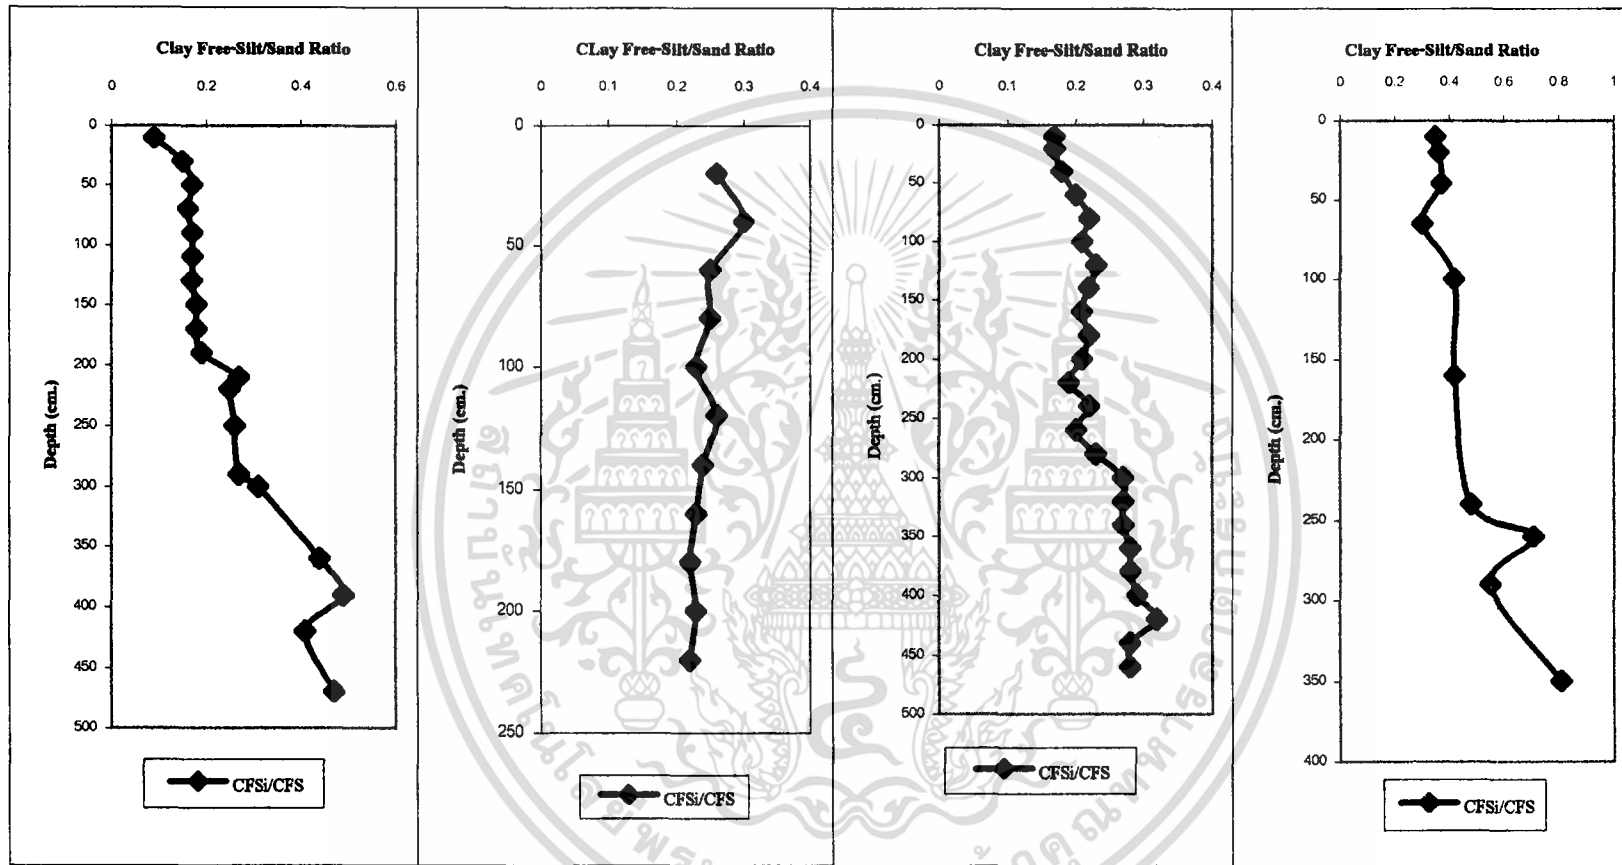 Clay Free-Silt/Sand Ratio
0 0.2 0.4 0.6
0
50
100
150
200
250
300
350
400
450
500
Depth (cm.)
CFSi/CFS
CLay Free-Silt/Sand Ratio
0 0.1 0.2 0.3 0.4
0
50
100
150
200
250
Depth (cm.)
CFSi/CFS
Clay Free-Silt/Sand Ratio
0 0.1 0.2 0.3 0.4
0
50
100
150
200
250
300
350
400
450
500
Depth (cm.)
CFSi/CFS
Clay Free-Silt/Sand Ratio
0 0.2 0.4 0.6 0.8 1
0
50
100
150
200
250
300
350
400
Depth (cm.)
CFSi/CFS